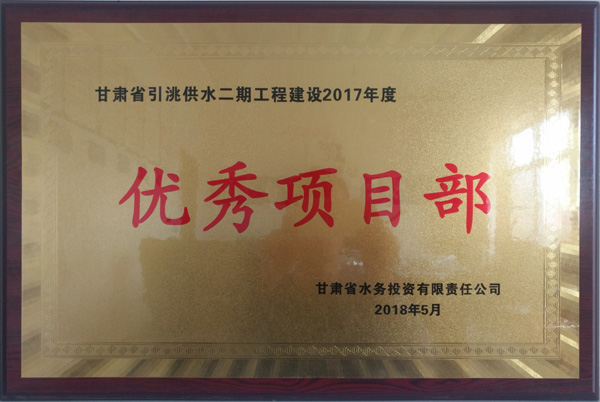 甘肃省引洮供水二期工程建设2017年度
优秀项目部
甘肃省水务投资有限责任公司
2018年5月